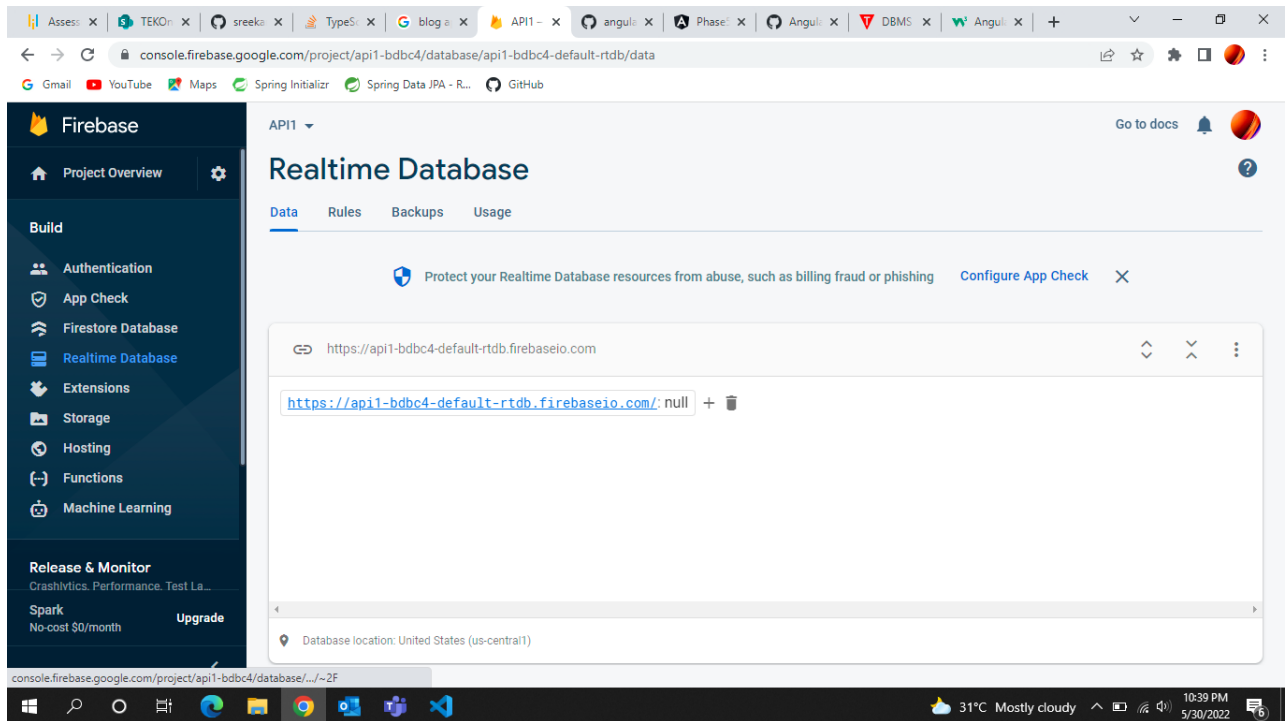 Assess
TEKOn
sreeka
TypeSc
blog a
API1 –
angula
Phase
Angula
DBMS
Angul
console.firebase.google.com/project/api1-bdbc4/database/api1-bdbc4-default-rtdb/data
Gmail YouTube Maps Spring Initializr Spring Data JPA - R... GitHub
Firebase
Project Overview
Build
Authentication
App Check
Firestore Database
Realtime Database
Extensions
Storage
Hosting
Functions
Machine Learning
Release & Monitor
Crashlytics. Performance. Test La...
Spark
No-cost $0/month
Upgrade
API1
Go to docs
Realtime Database
Data Rules Backups Usage
Protect your Realtime Database resources from abuse, such as billing fraud or phishing Configure App Check
https://api1-bdbc4-default-rtdb.firebaseio.com
https://api1-bdbc4-default-rtdb.firebaseio.com/: null
Database location: United States (us-central1)
console.firebase.google.com/project/api1-bdbc4/database/.../~2F
31°C Mostly cloudy
10:39 PM
5/30/2022
6